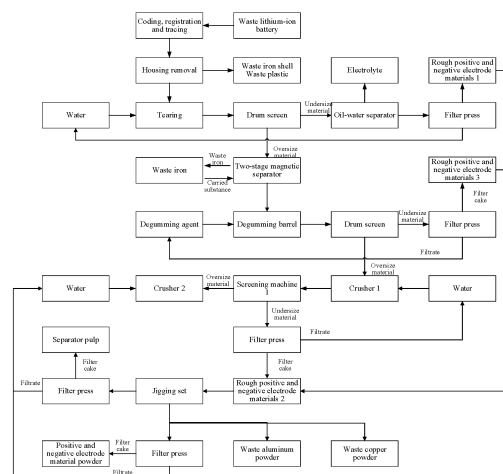 Coding, registration
and tracing
Waste lithium-ion
battery
Housing removal
Waste iron shell
Waste plastic
Electrolyte
Rough positive and
negative electrode
materials 1
Water
Tearing
Drum screen
Undersize
material
Oil-water separator
Filter press
Oversize
material
Waste iron
Waste
iron
Carried
substance
Two-stage magnetic
separator
Rough positive and
negative electrode
materials 3
Filter
cake
Degumming agent
Degumming barrel
Drum screen
Undersize
material
Filter press
Filtrate
Oversize
material
Water
Crusher 2
Oversize
material
Screening machine
1
Crusher 1
Water
Undersize
material
Separator pulp
Filter press
Filtrate
Filter
cake
Filter
cake
Filtrate
Filter press
Jigging set
Rough positive and
negative electrode
materials 2
Positive and
negative electrode
material powder
Filter
cake
Filter press
Waste aluminum
powder
Waste copper
powder
Filtrate